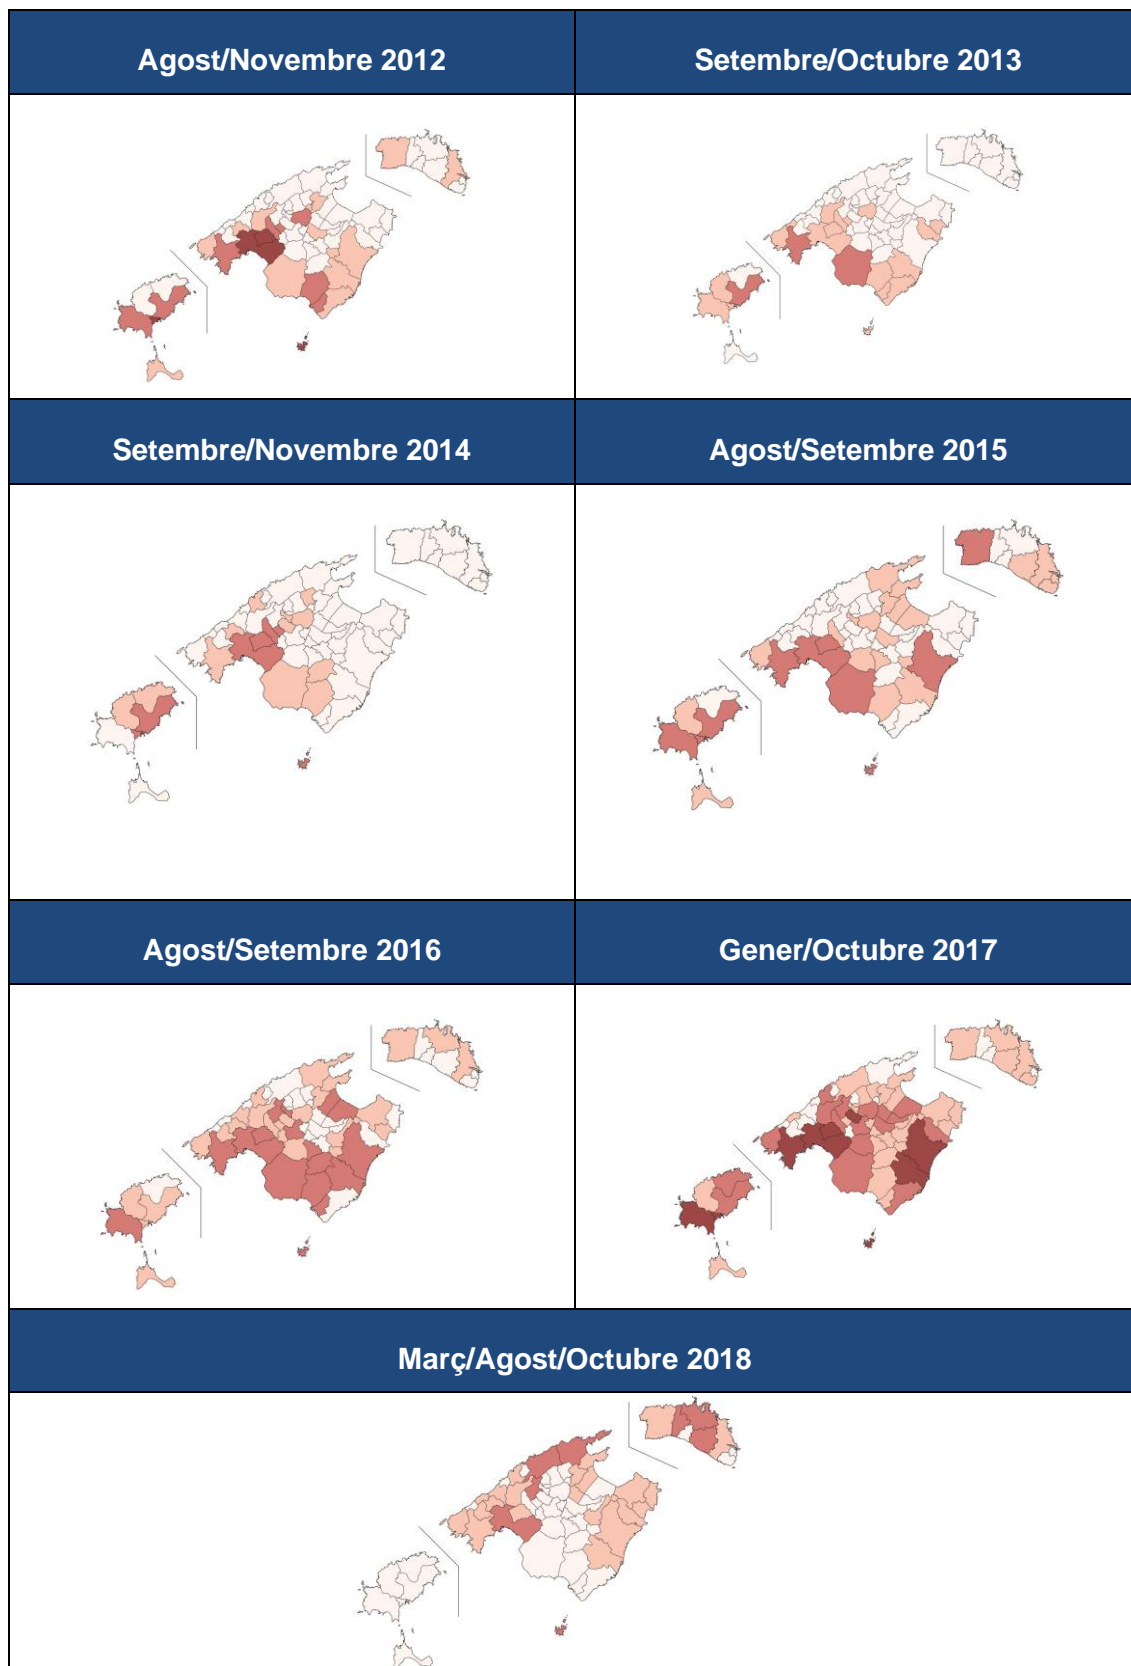 Agost/Novembre 2012
Setembre/Octubre 2013
Setembre/Novembre 2014
Agost/Setembre 2015
Agost/Setembre 2016
Gener/Octubre 2017
Març/Agost/Octubre 2018